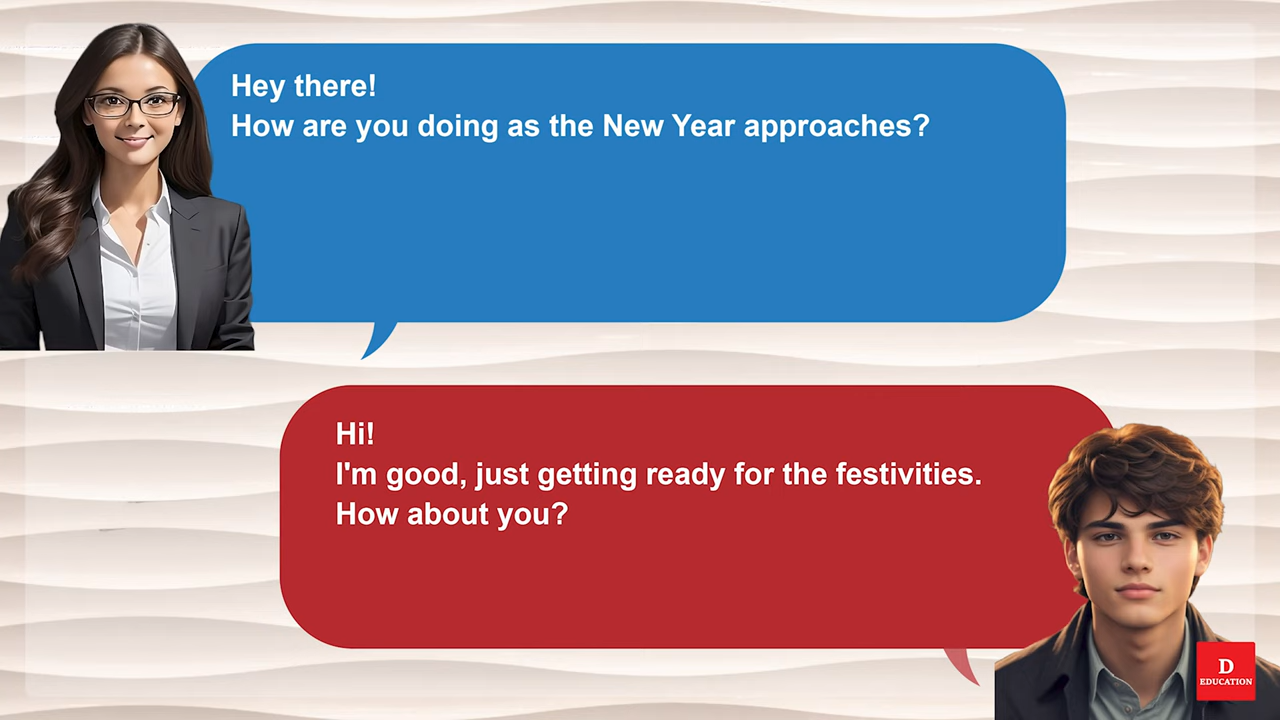 Hey there!
How are you doing as the New Year approaches?
Hi!
I'm good, just getting ready for the festivities.
How about you?
D
EDUCATION